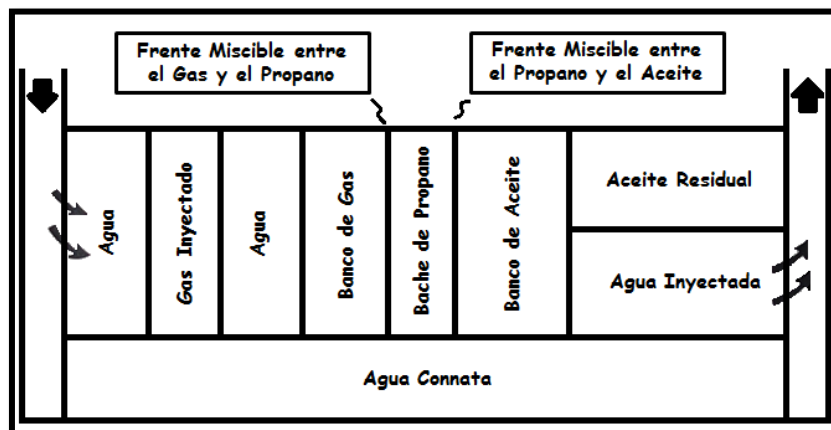 Frente Miscible entre
el Gas y el Propano
Frente Miscible entre
el Propano y el Aceite
Agua
Gas Inyectado
Agua
Banco de Gas
Bache de Propano
Banco de Aceite
Aceite Residual
Agua Inyectada
Agua Connata